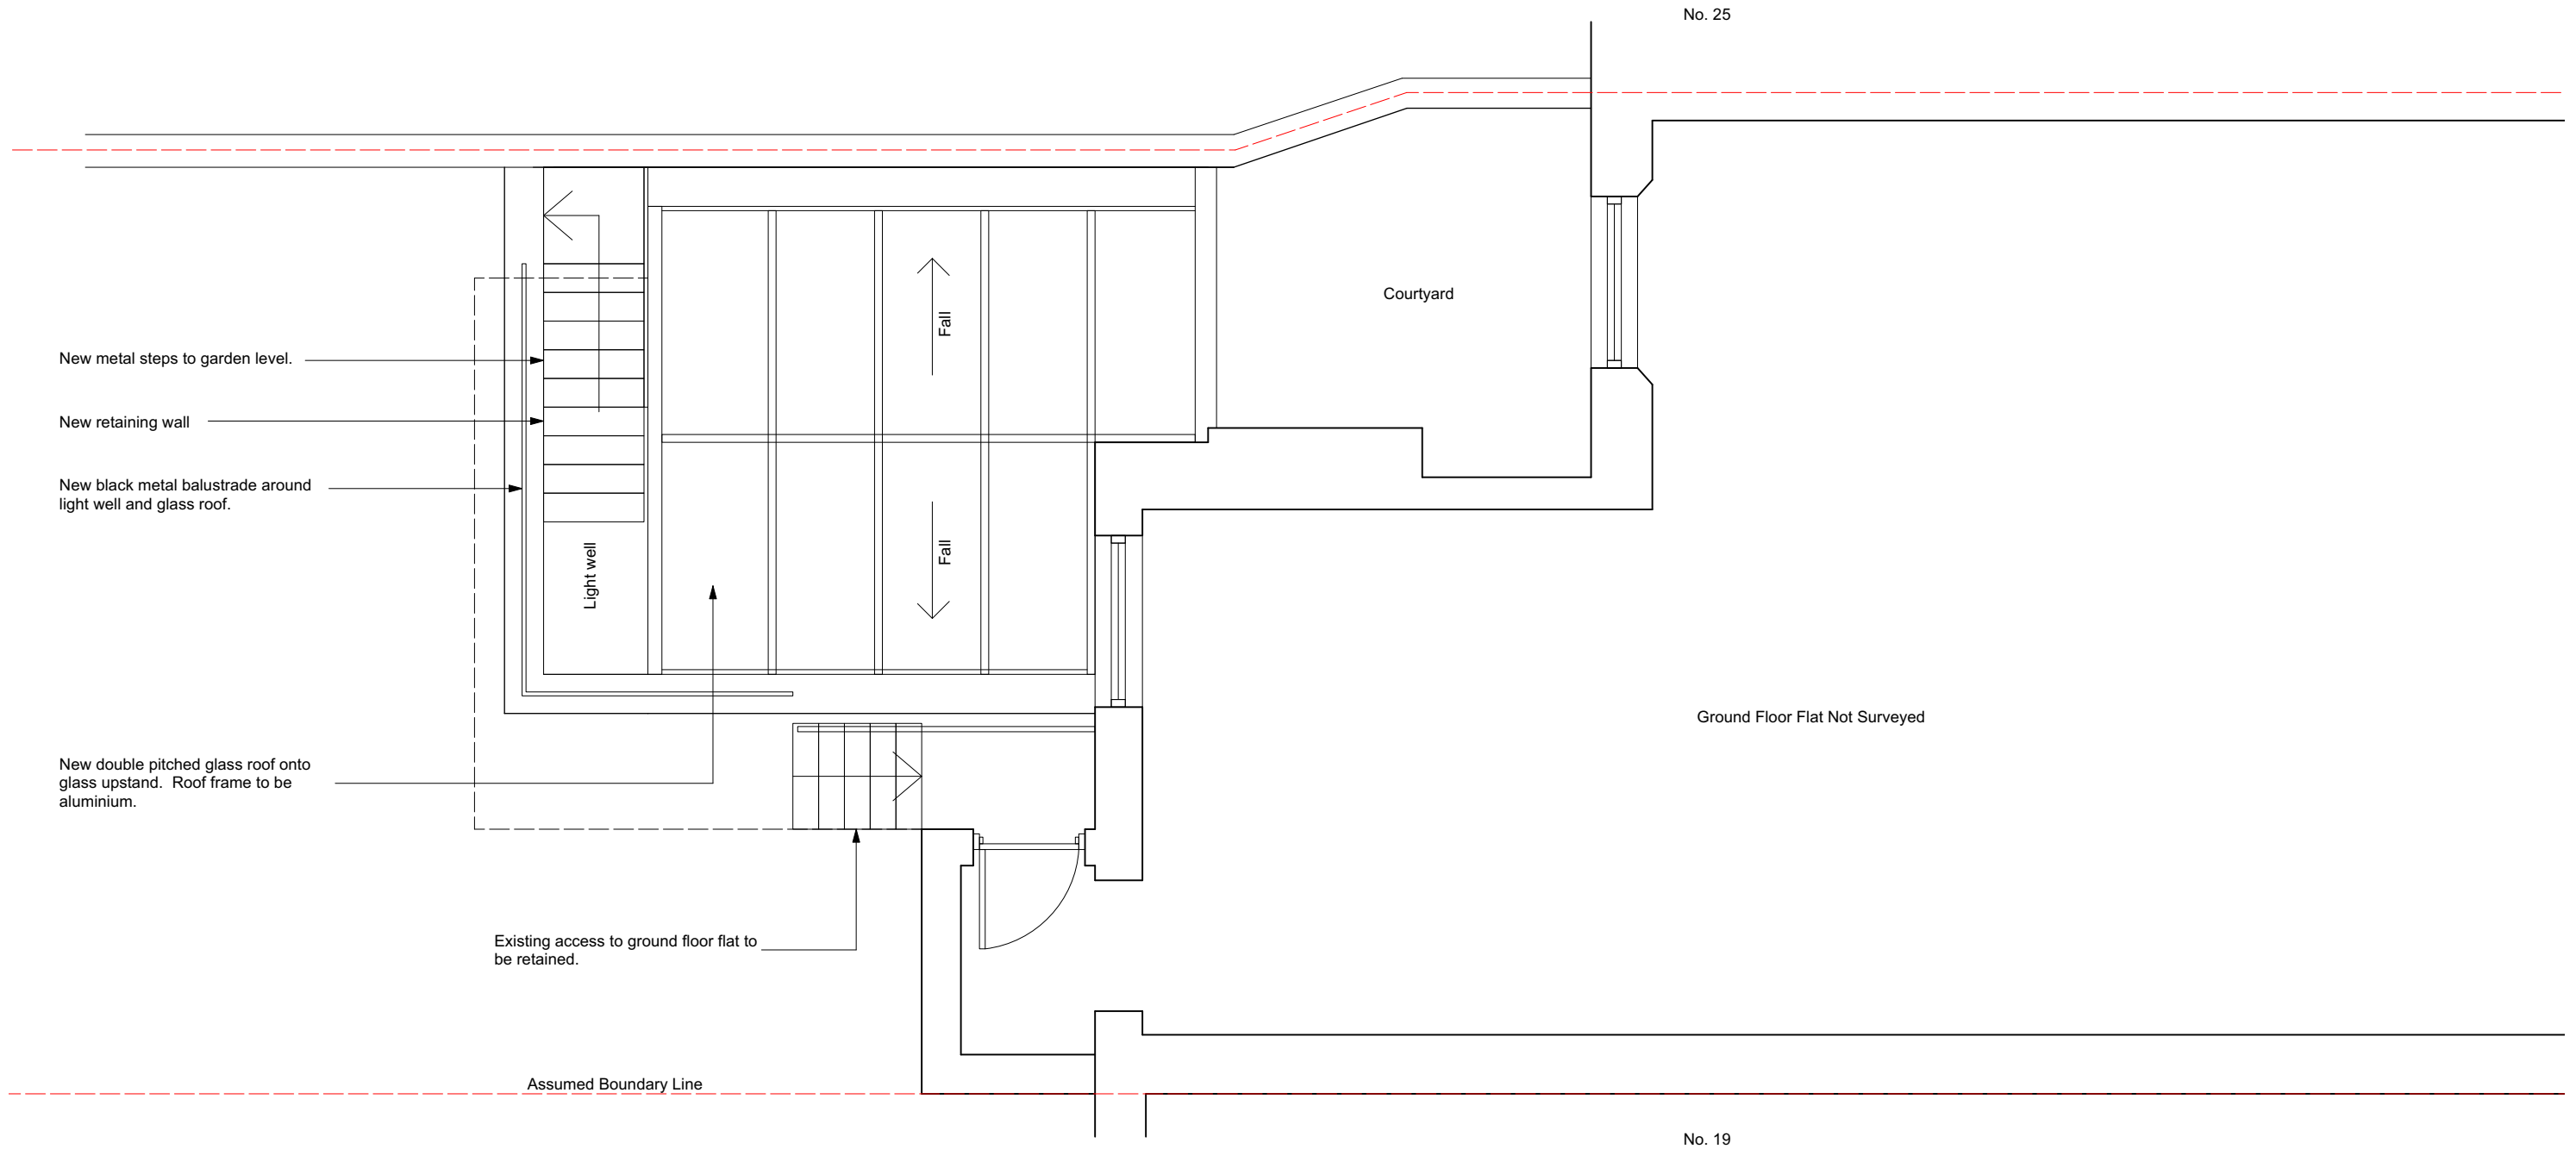 No. 25
Courtyard
Fall
New metal steps to garden level.
New retaining wall
New black metal balustrade around
light well and glass roof.
Fall
Light well
Ground Floor Flat Not Surveyed
New double pitched glass roof onto
glass upstand.  Roof frame to be
aluminium.
Existing access to ground floor flat to
be retained.
Assumed Boundary Line
No. 19